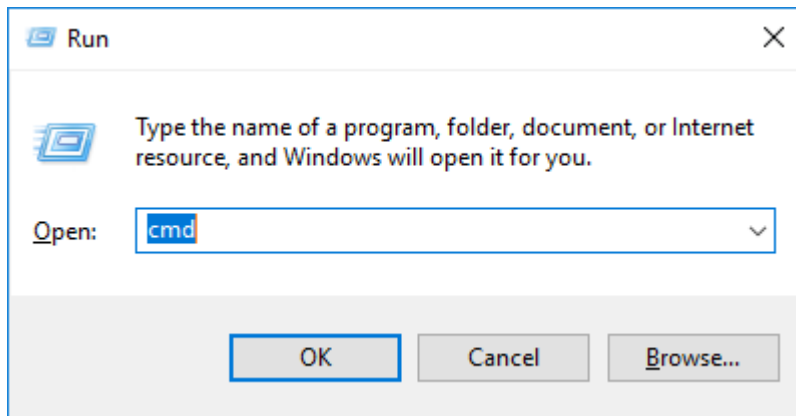 Run
Type the name of a program, folder, document, or Internet
resource, and Windows will open it for you.
Open: cmd
OK Cancel Browse...